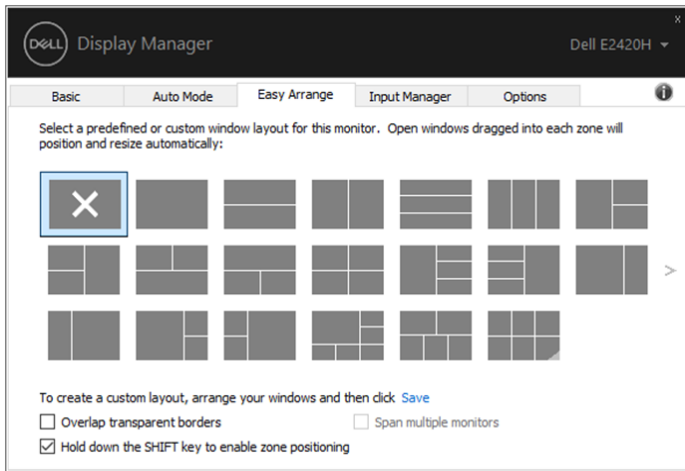 x
DELL Display Manager
Dell E2420H
Basic Auto Mode Easy Arrange Input Manager Options
Select a predefined or custom window layout for this monitor. Open windows dragged into each zone will
position and resize automatically:
To create a custom layout, arrange your windows and then click Save
Overlap transparent borders Span multiple monitors
Hold down the SHIFT key to enable zone positioning